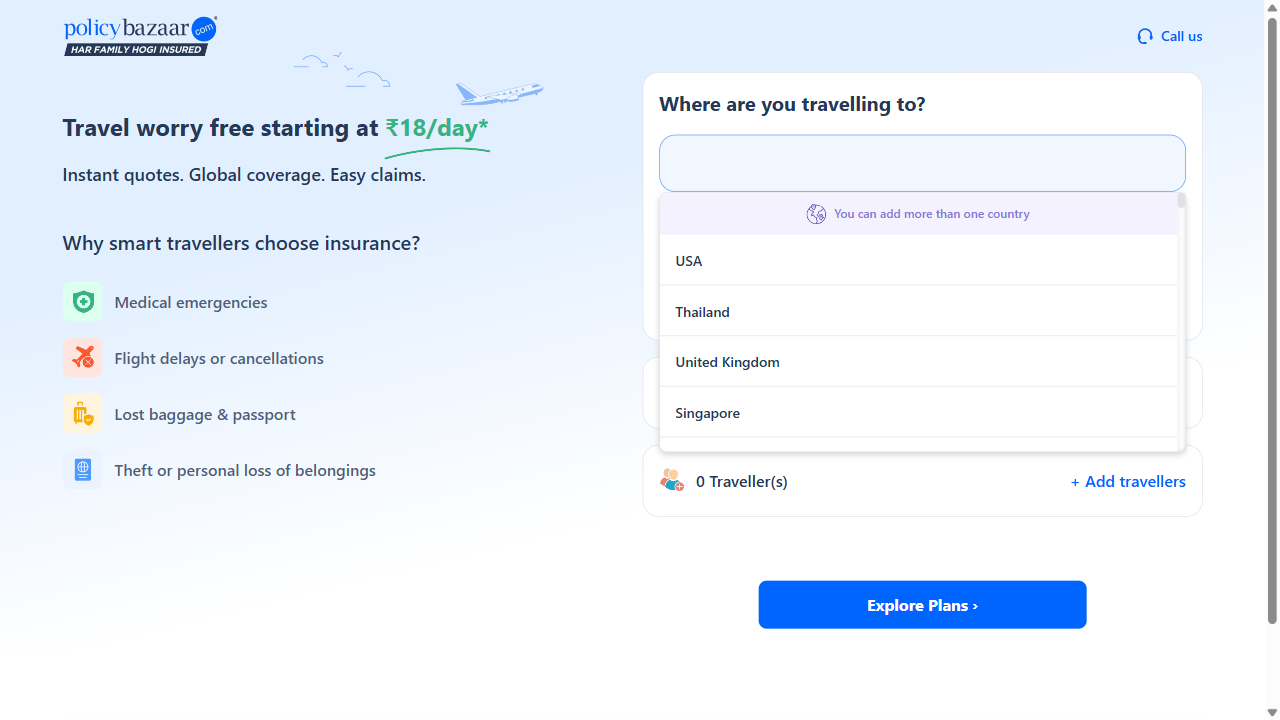 policybazaar.com
HAR FAMILY HOGI INSURED
Call us
Travel worry free starting at ₹18/day*
Instant quotes. Global coverage. Easy claims.
Why smart travellers choose insurance?
Medical emergencies
Flight delays or cancellations
Lost baggage & passport
Theft or personal loss of belongings
Where are you travelling to?
You can add more than one country
USA
Thailand
United Kingdom
Singapore
0 Traveller(s)
+ Add travellers
Explore Plans ›